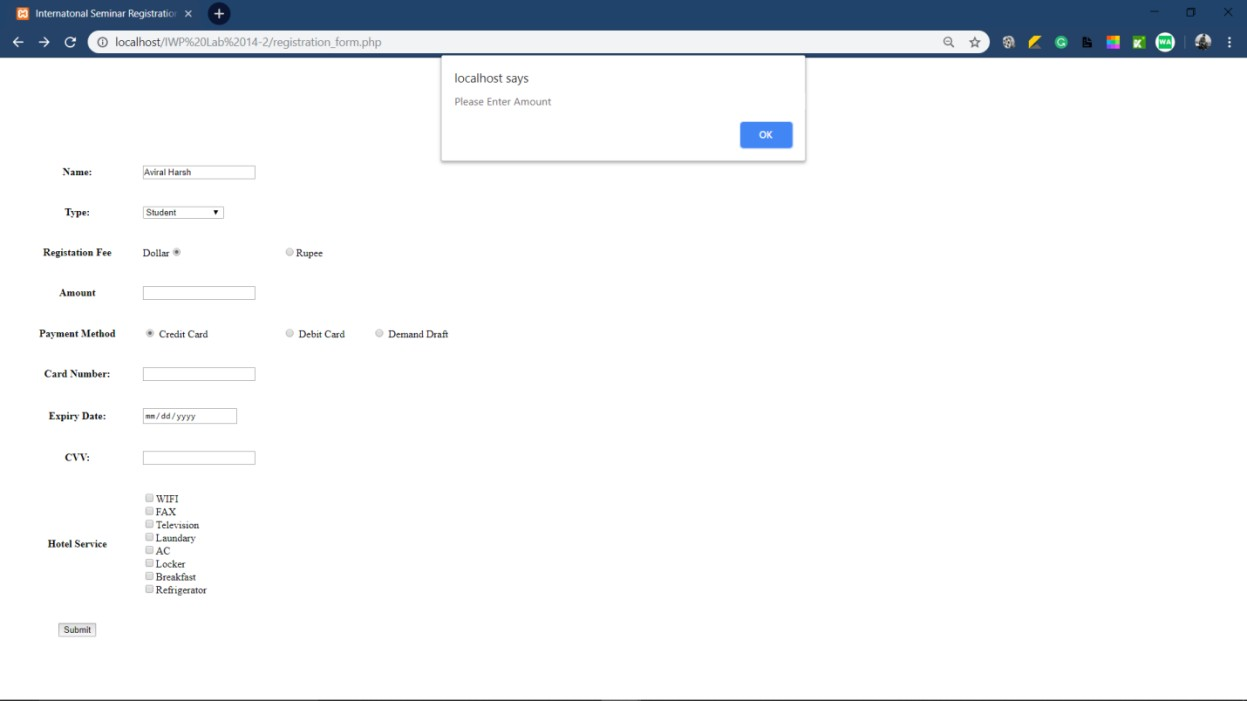 Internatonal Seminar Registration
localhost/IWP%20Lab%2014-2/registration_form.php
WA
localhost says
Please Enter Amount
OK
Name: Aviral Harsh
Type: Student
Registation Fee Dollar Rupee
Amount
Payment Method Credit Card Debit Card Demand Draft
Card Number:
Expiry Date: mm/dd/yyyy
CVV:
Hotel Service
WIFI
FAX
Television
Laundary
AC
Locker
Breakfast
Refrigerator
Submit